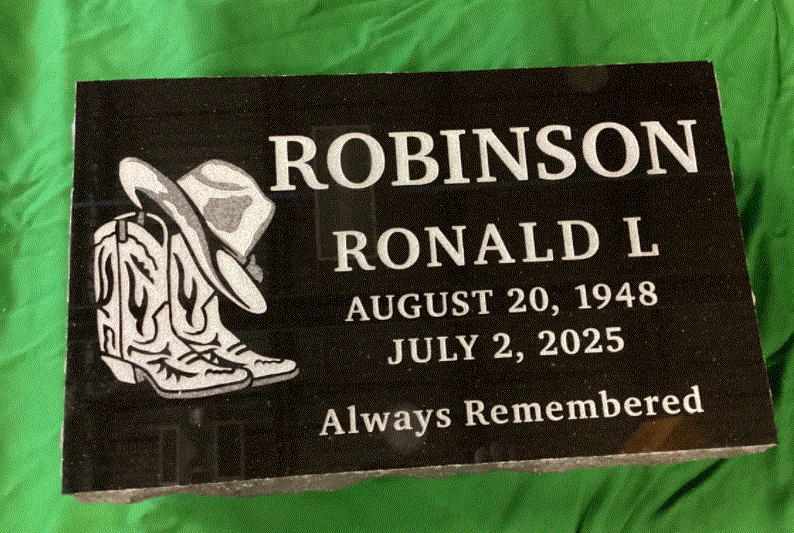 ROBINSON
RONALD L
AUGUST 20, 1948
JULY 2, 2025
Always Remembered